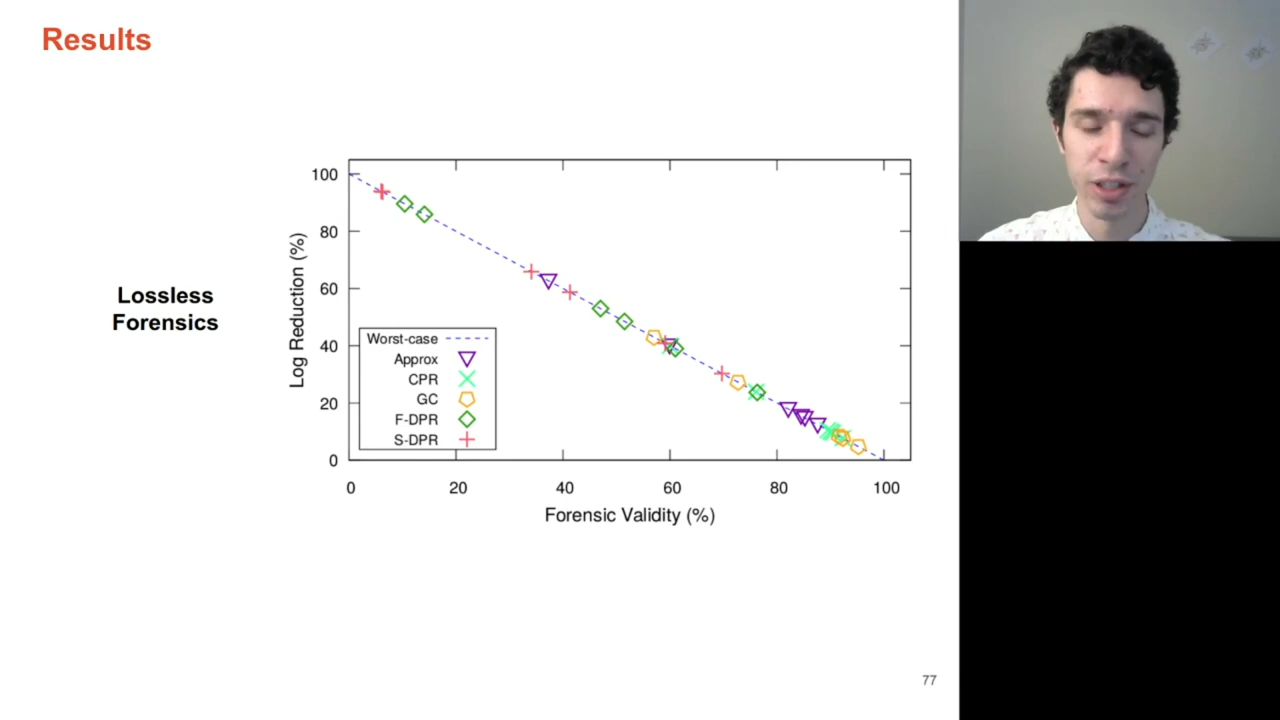 Results
Lossless
Forensics
Log Reduction (%)
100
80
60
40
20
0
Worst-case
Approx
CPR
GC
F-DPR
S-DPR
0 20 40 60 80 100
Forensic Validity (%)
77